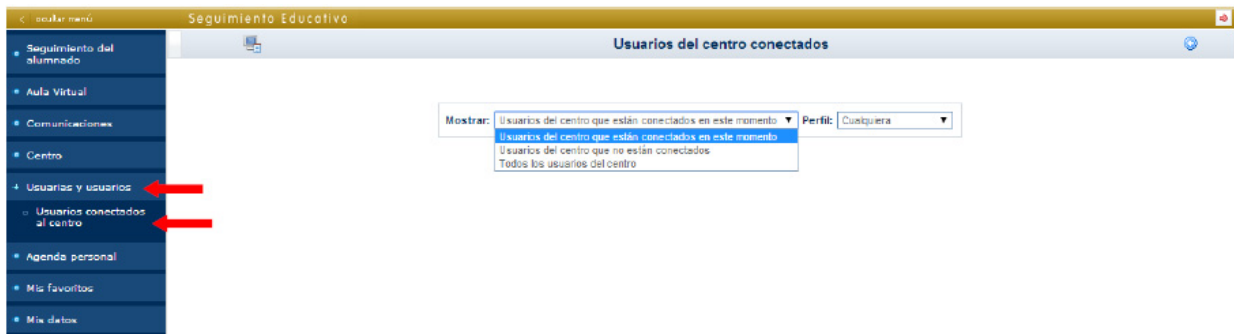 < ocultar menú
Seguimiento Educativo
Usuarios del centro conectados
Seguimiento del
alumnado
Aula Virtual
Comunicaciones
Centro
Usuarias y usuarios
Usuarios conectados
al centro
Agenda personal
Mis favoritos
Mis datos
Mostrar: Usuarios del centro que están conectados en este momento ▼ Perfil: Cualquiera ▼
Usuarios del centro que están conectados en este momento
Usuarios del centro que no están conectados
Todos los usuarios del centro